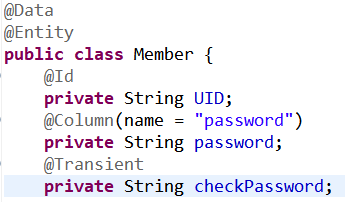 @Data
@Entity
public class Member {
@Id
private String UID;
@Column(name = "password")
private String password;
@Transient
private String checkPassword;